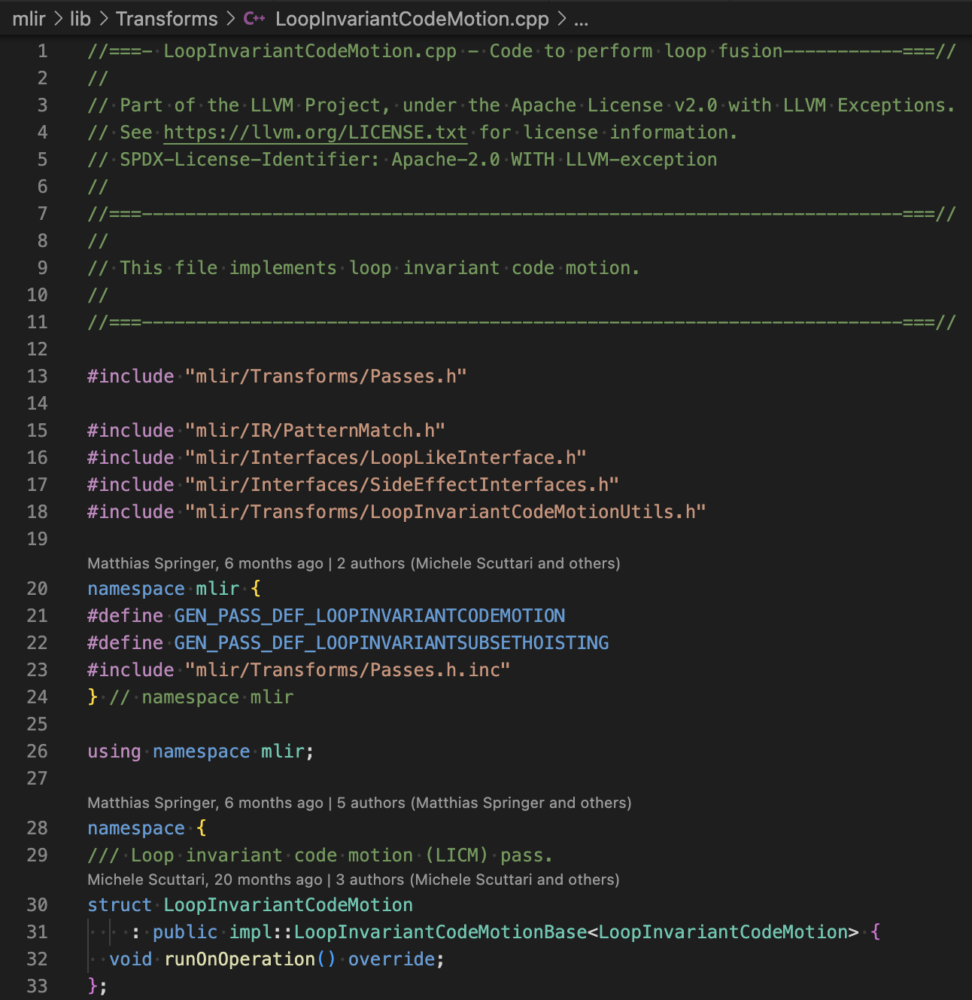 mlir > lib > Transforms > C++ LoopInvariantCodeMotion.cpp > ...
1 //===- LoopInvariantCodeMotion.cpp - Code to perform loop fusion-----------===//
2 //
3 // Part of the LLVM Project, under the Apache License v2.0 with LLVM Exceptions.
4 // See https://llvm.org/LICENSE.txt for license information.
5 // SPDX-License-Identifier: Apache-2.0 WITH LLVM-exception
6 //
7 //===----------------------------------------------------------------------===//
8 //
9 // This file implements loop invariant code motion.
10 //
11 //===----------------------------------------------------------------------===//
12
13 #include "mlir/Transforms/Passes.h"
14
15 #include "mlir/IR/PatternMatch.h"
16 #include "mlir/Interfaces/LoopLikeInterface.h"
17 #include "mlir/Interfaces/SideEffectInterfaces.h"
18 #include "mlir/Transforms/LoopInvariantCodeMotionUtils.h"
19
Matthias Springer, 6 months ago | 2 authors (Michele Scuttari and others)
20 namespace mlir {
21 #define GEN_PASS_DEF_LOOPINVARIANTCODEMOTION
22 #define GEN_PASS_DEF_LOOPINVARIANTSUBSETHOISTING
23 #include "mlir/Transforms/Passes.h.inc"
24 } // namespace mlir
25
26 using namespace mlir;
27
Matthias Springer, 6 months ago | 5 authors (Matthias Springer and others)
28 namespace {
29 /// Loop invariant code motion (LICM) pass.
Michele Scuttari, 20 months ago | 3 authors (Michele Scuttari and others)
30 struct LoopInvariantCodeMotion
31     : public impl::LoopInvariantCodeMotionBase<LoopInvariantCodeMotion> {
32   void runOnOperation() override;
33 };